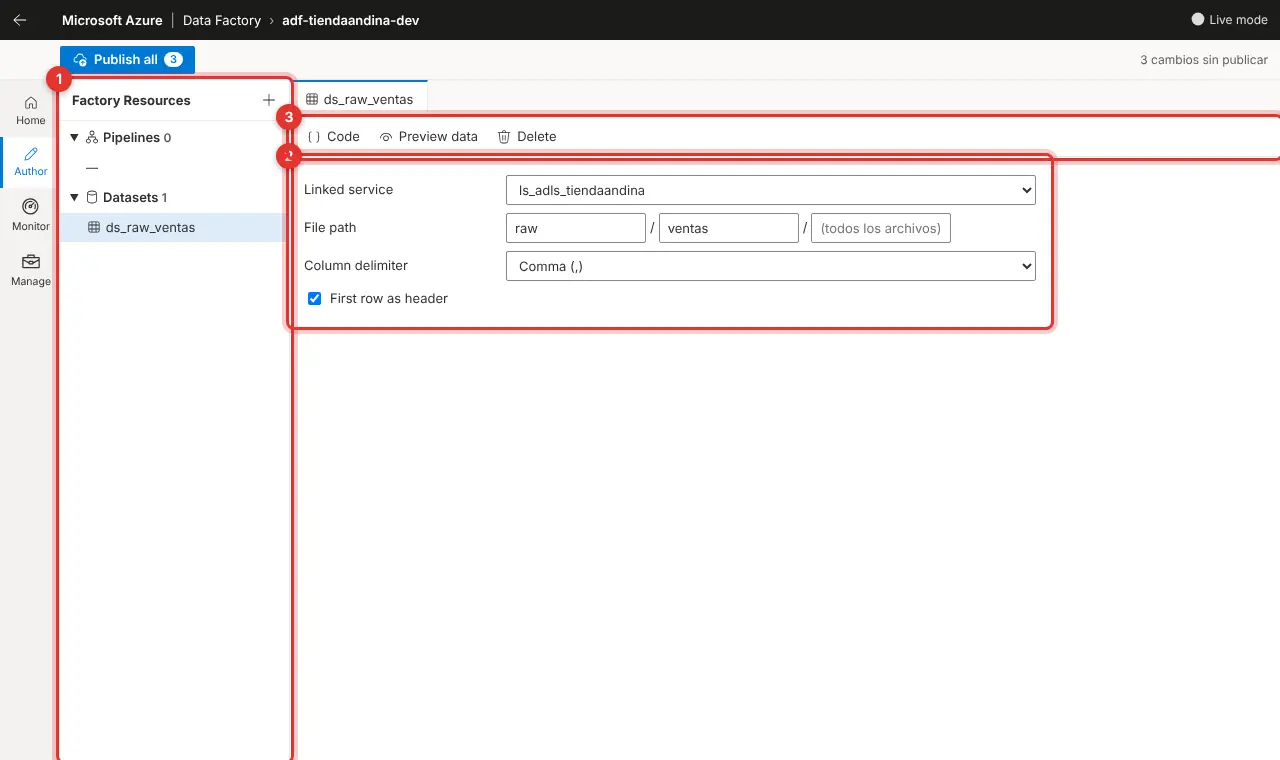 Microsoft Azure | Data Factory › adf-tiendaandina-dev
Live mode
Publish all 3
3 cambios sin publicar
1
Home
Author
Monitor
Manage
Factory Resources
Pipelines 0
—
Datasets 1
ds_raw_ventas
ds_raw_ventas
3
Code
Preview data
Delete
2
Linked service
ls_adls_tiendaandina
File path
raw / ventas / (todos los archivos)
Column delimiter
Comma (,)
First row as header